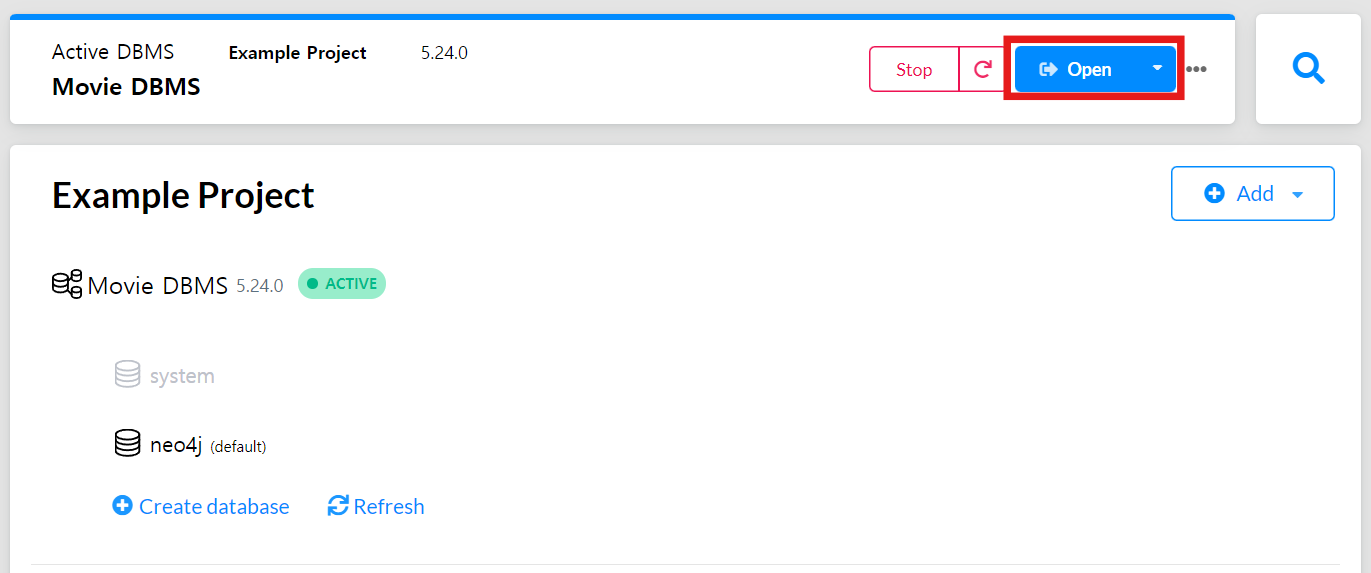 Active DBMS Example Project 5.24.0
Movie DBMS
Stop Open
Example Project
Add
Movie DBMS 5.24.0 ACTIVE
system
neo4j (default)
Create database Refresh